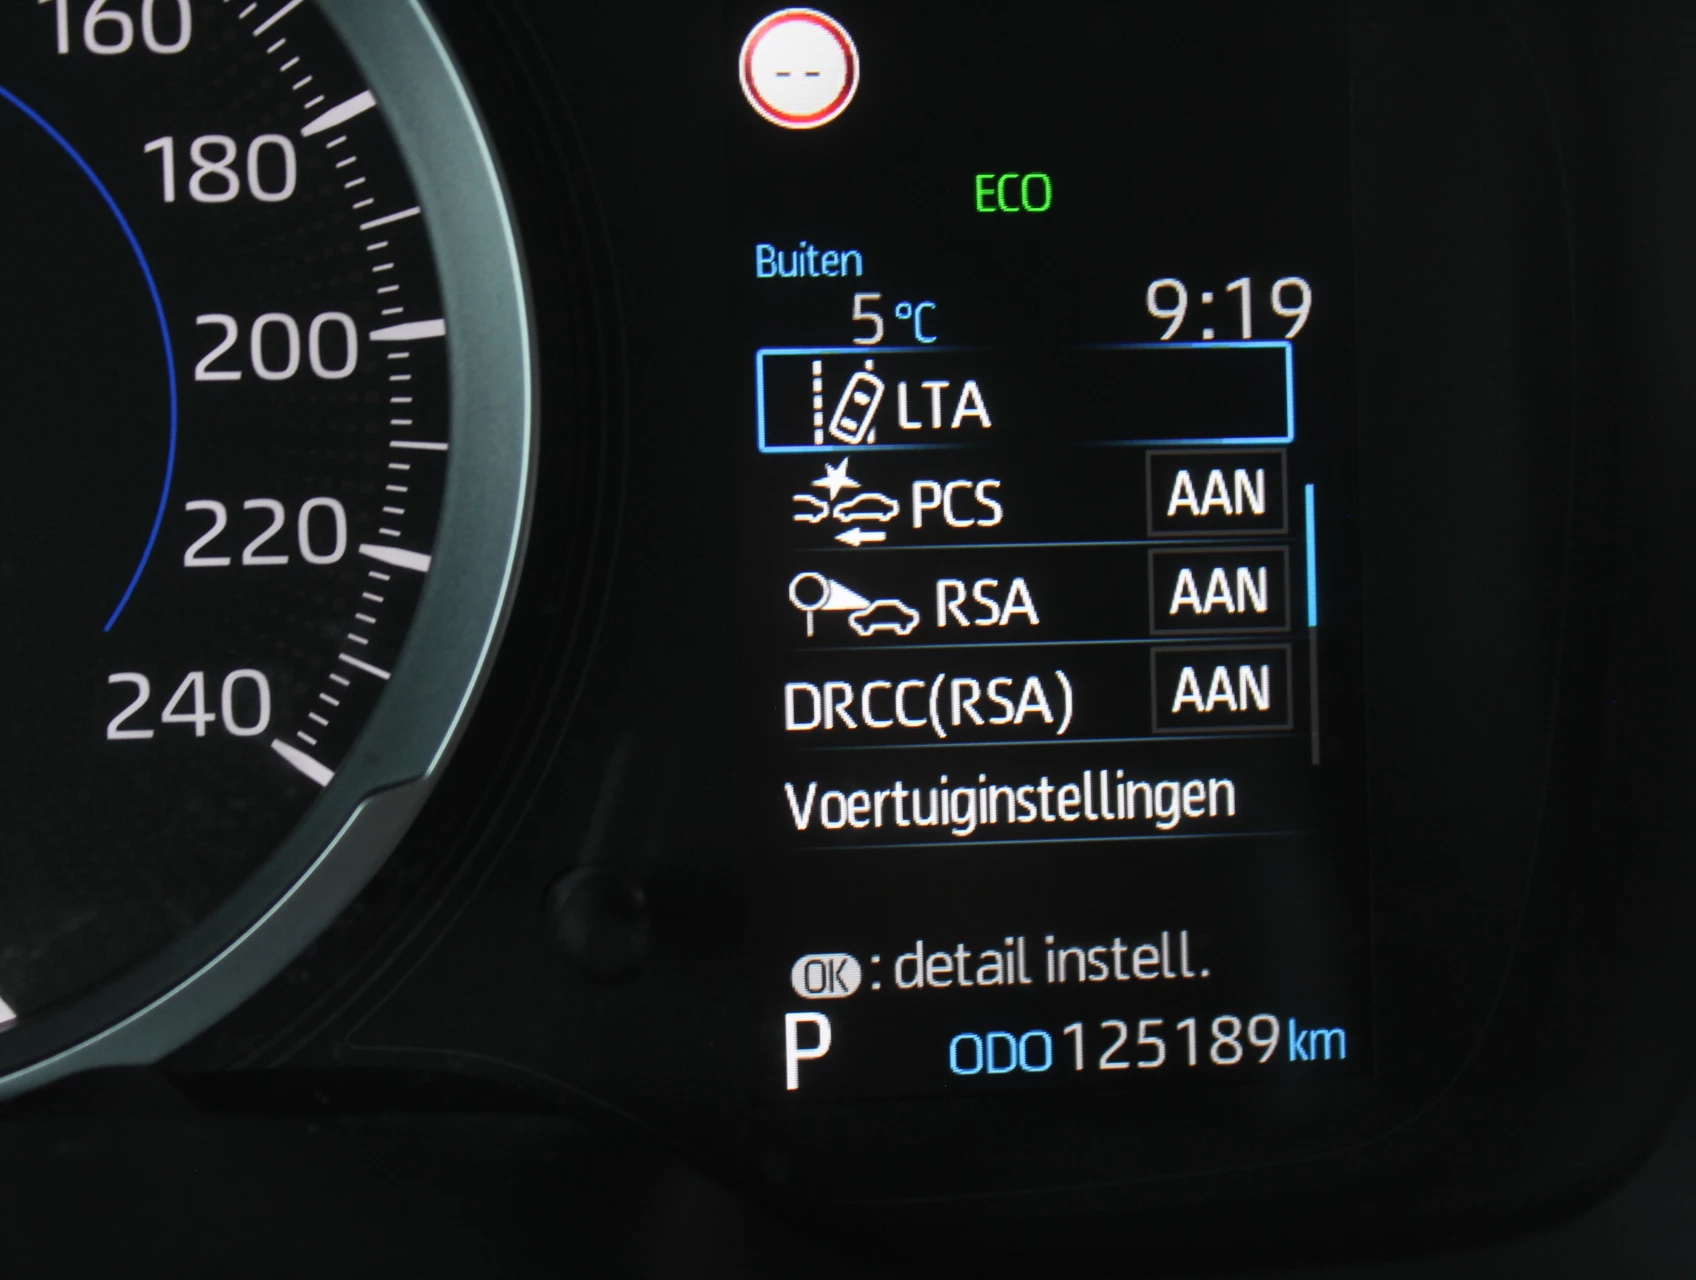 160
180
200
220
240
--
ECO
Buiten
5 °C
9:19
LTA
PCS AAN
RSA AAN
DRCC(RSA) AAN
Voertuiginstellingen
OK : detail instell.
P ODO 125189 km